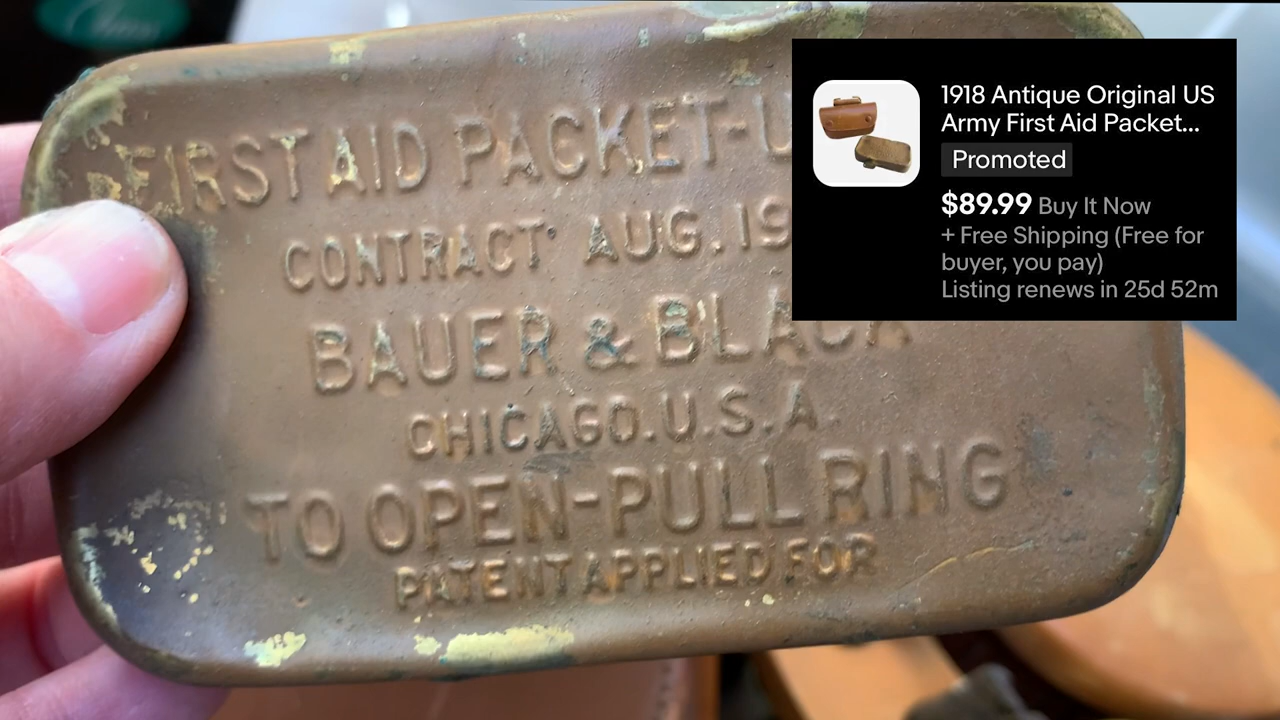 FIRST AID PACKET-U
CONTRACT AUG. 19
BAUER & BLACK
CHICAGO. U.S.A.
TO OPEN-PULL RING
PATENT APPLIED FOR
1918 Antique Original US
Army First Aid Packet...
Promoted
$89.99 Buy It Now
+ Free Shipping (Free for
buyer, you pay)
Listing renews in 25d 52m